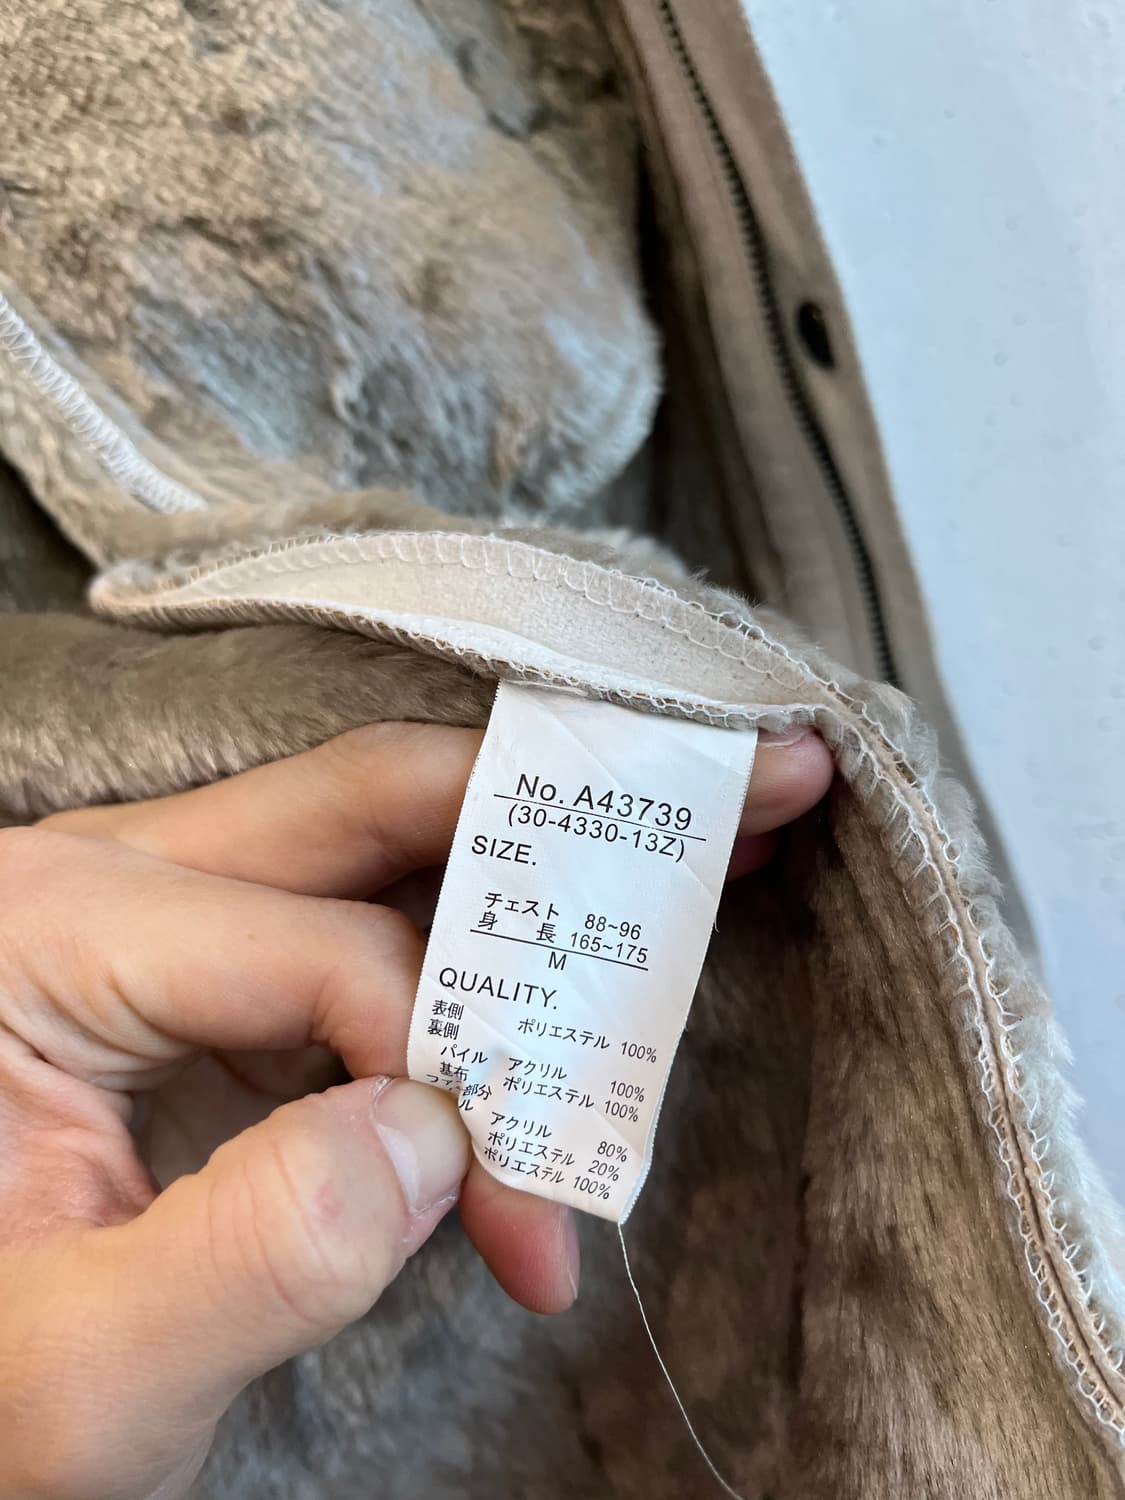 No. A43739
(30-4330-13Z)
SIZE.
チェスト 88~96
身 長 165~175
M
QUALITY.
表側 ポリエステル 100%
裏側
パイル アクリル 100%
基布 ポリエステル 100%
部分
ル
アクリル 80%
ポリエステル 20%
ポリエステル 100%